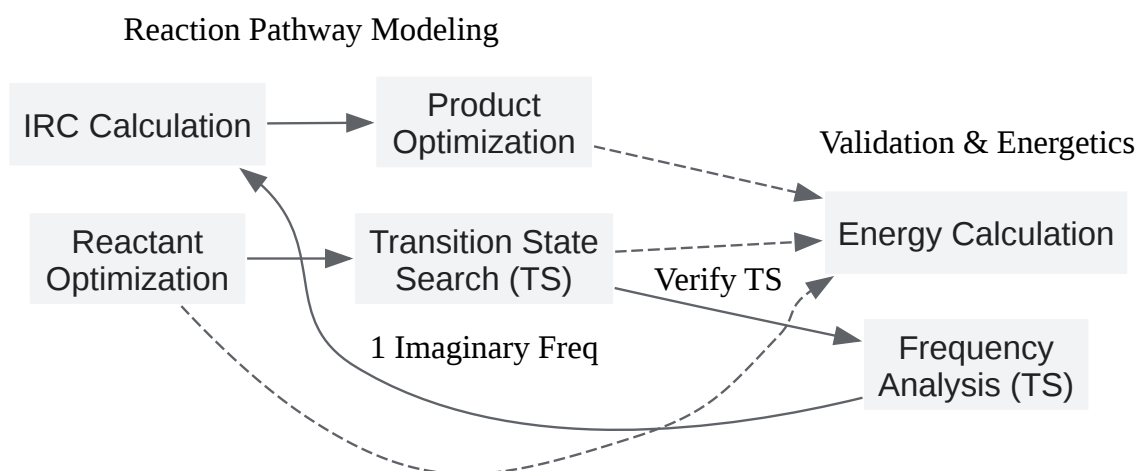 Reaction Pathway Modeling
IRC Calculation
Product
Optimization
Validation & Energetics
Reactant
Optimization
Transition State
Search (TS)
Energy Calculation
Verify TS
1 Imaginary Freq
Frequency
Analysis (TS)